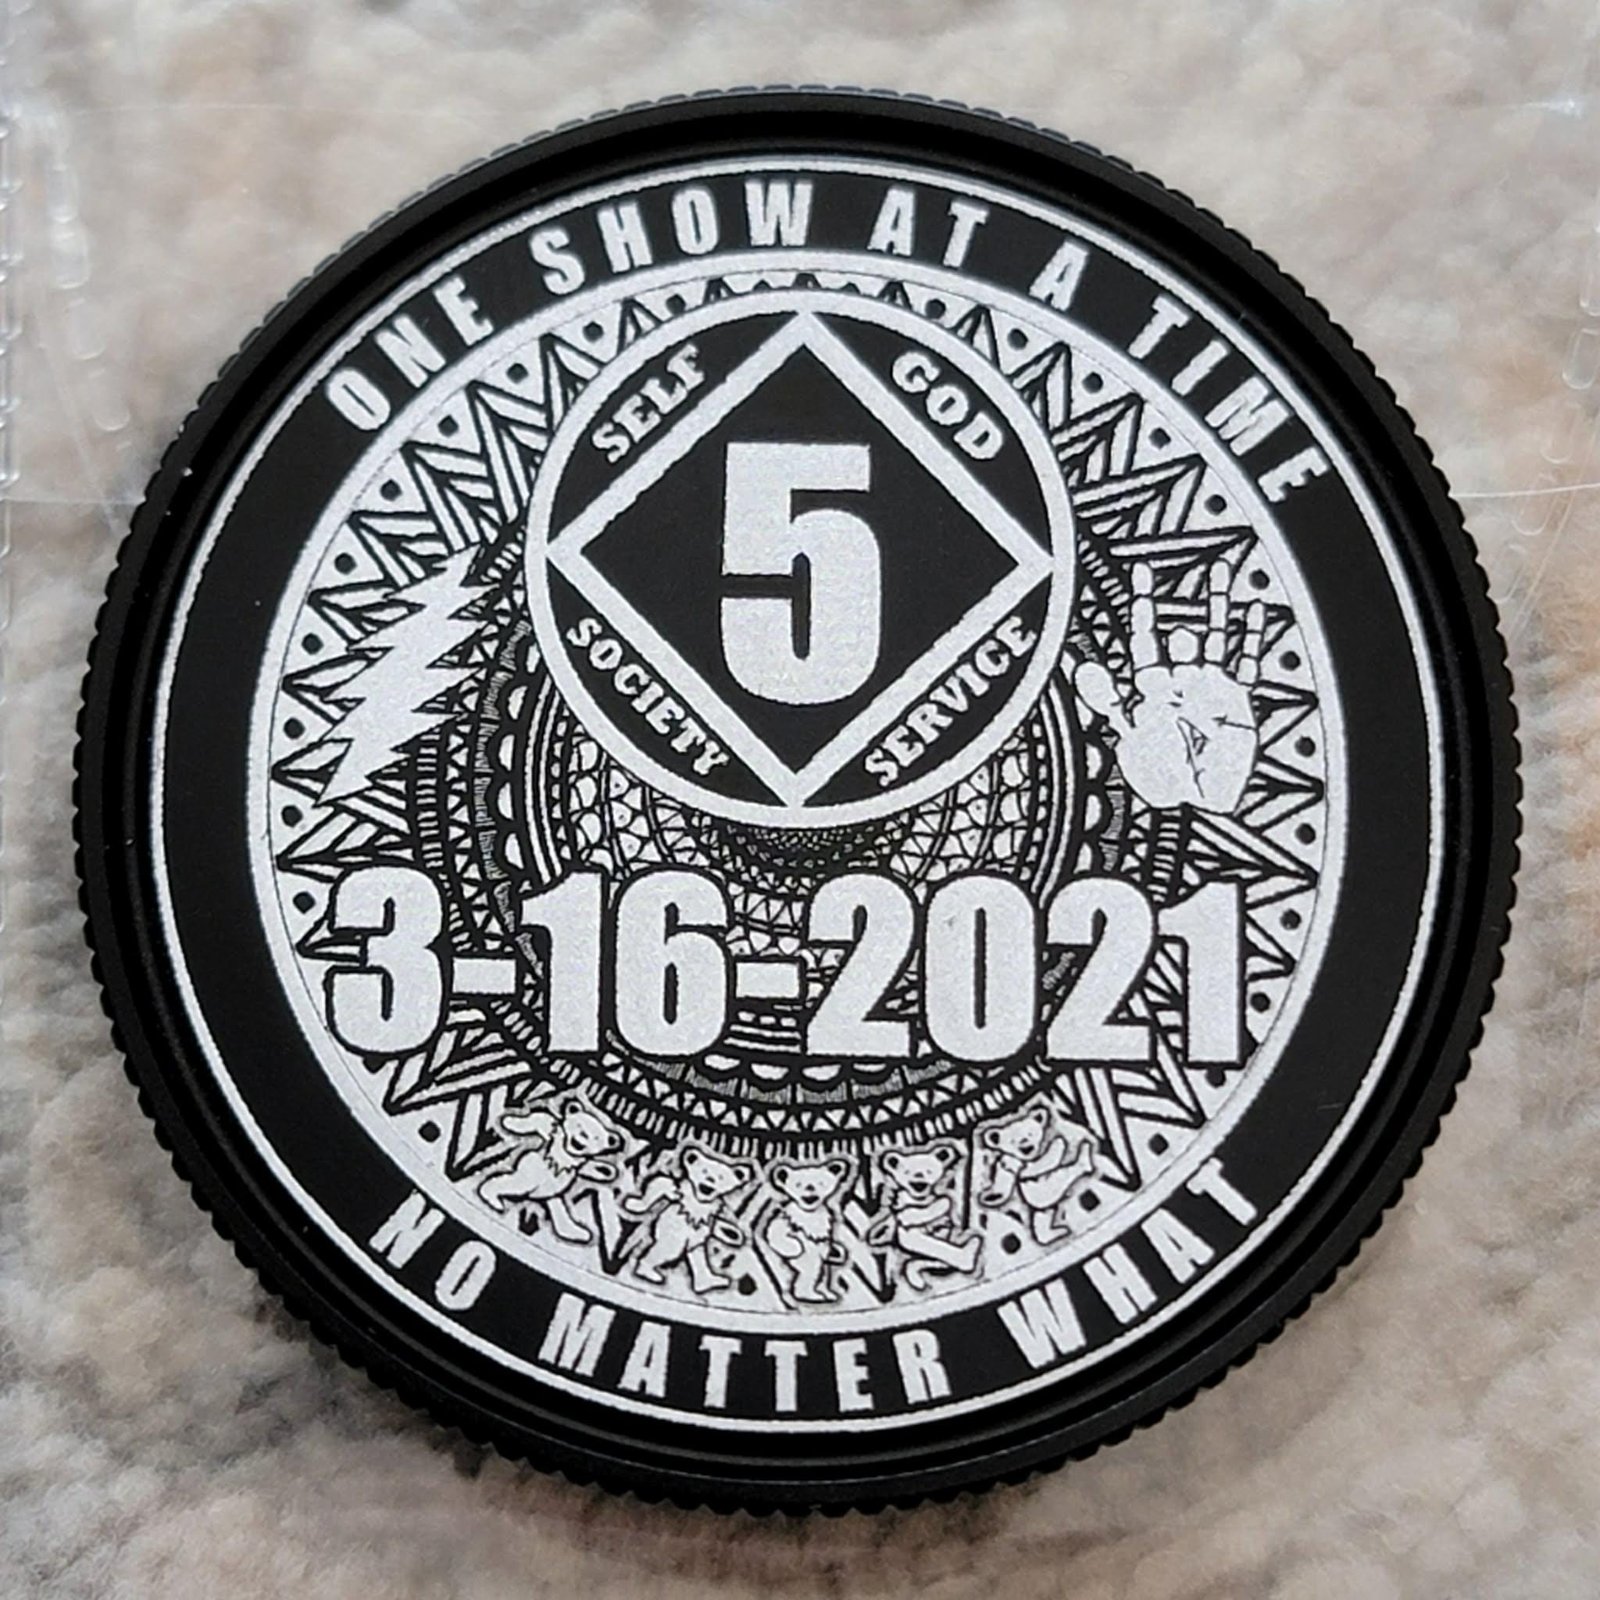 ONE SHOW AT A TIME
SELF
GOD
5
SOCIETY
SERVICE
3-16-2021
NO MATTER WHAT